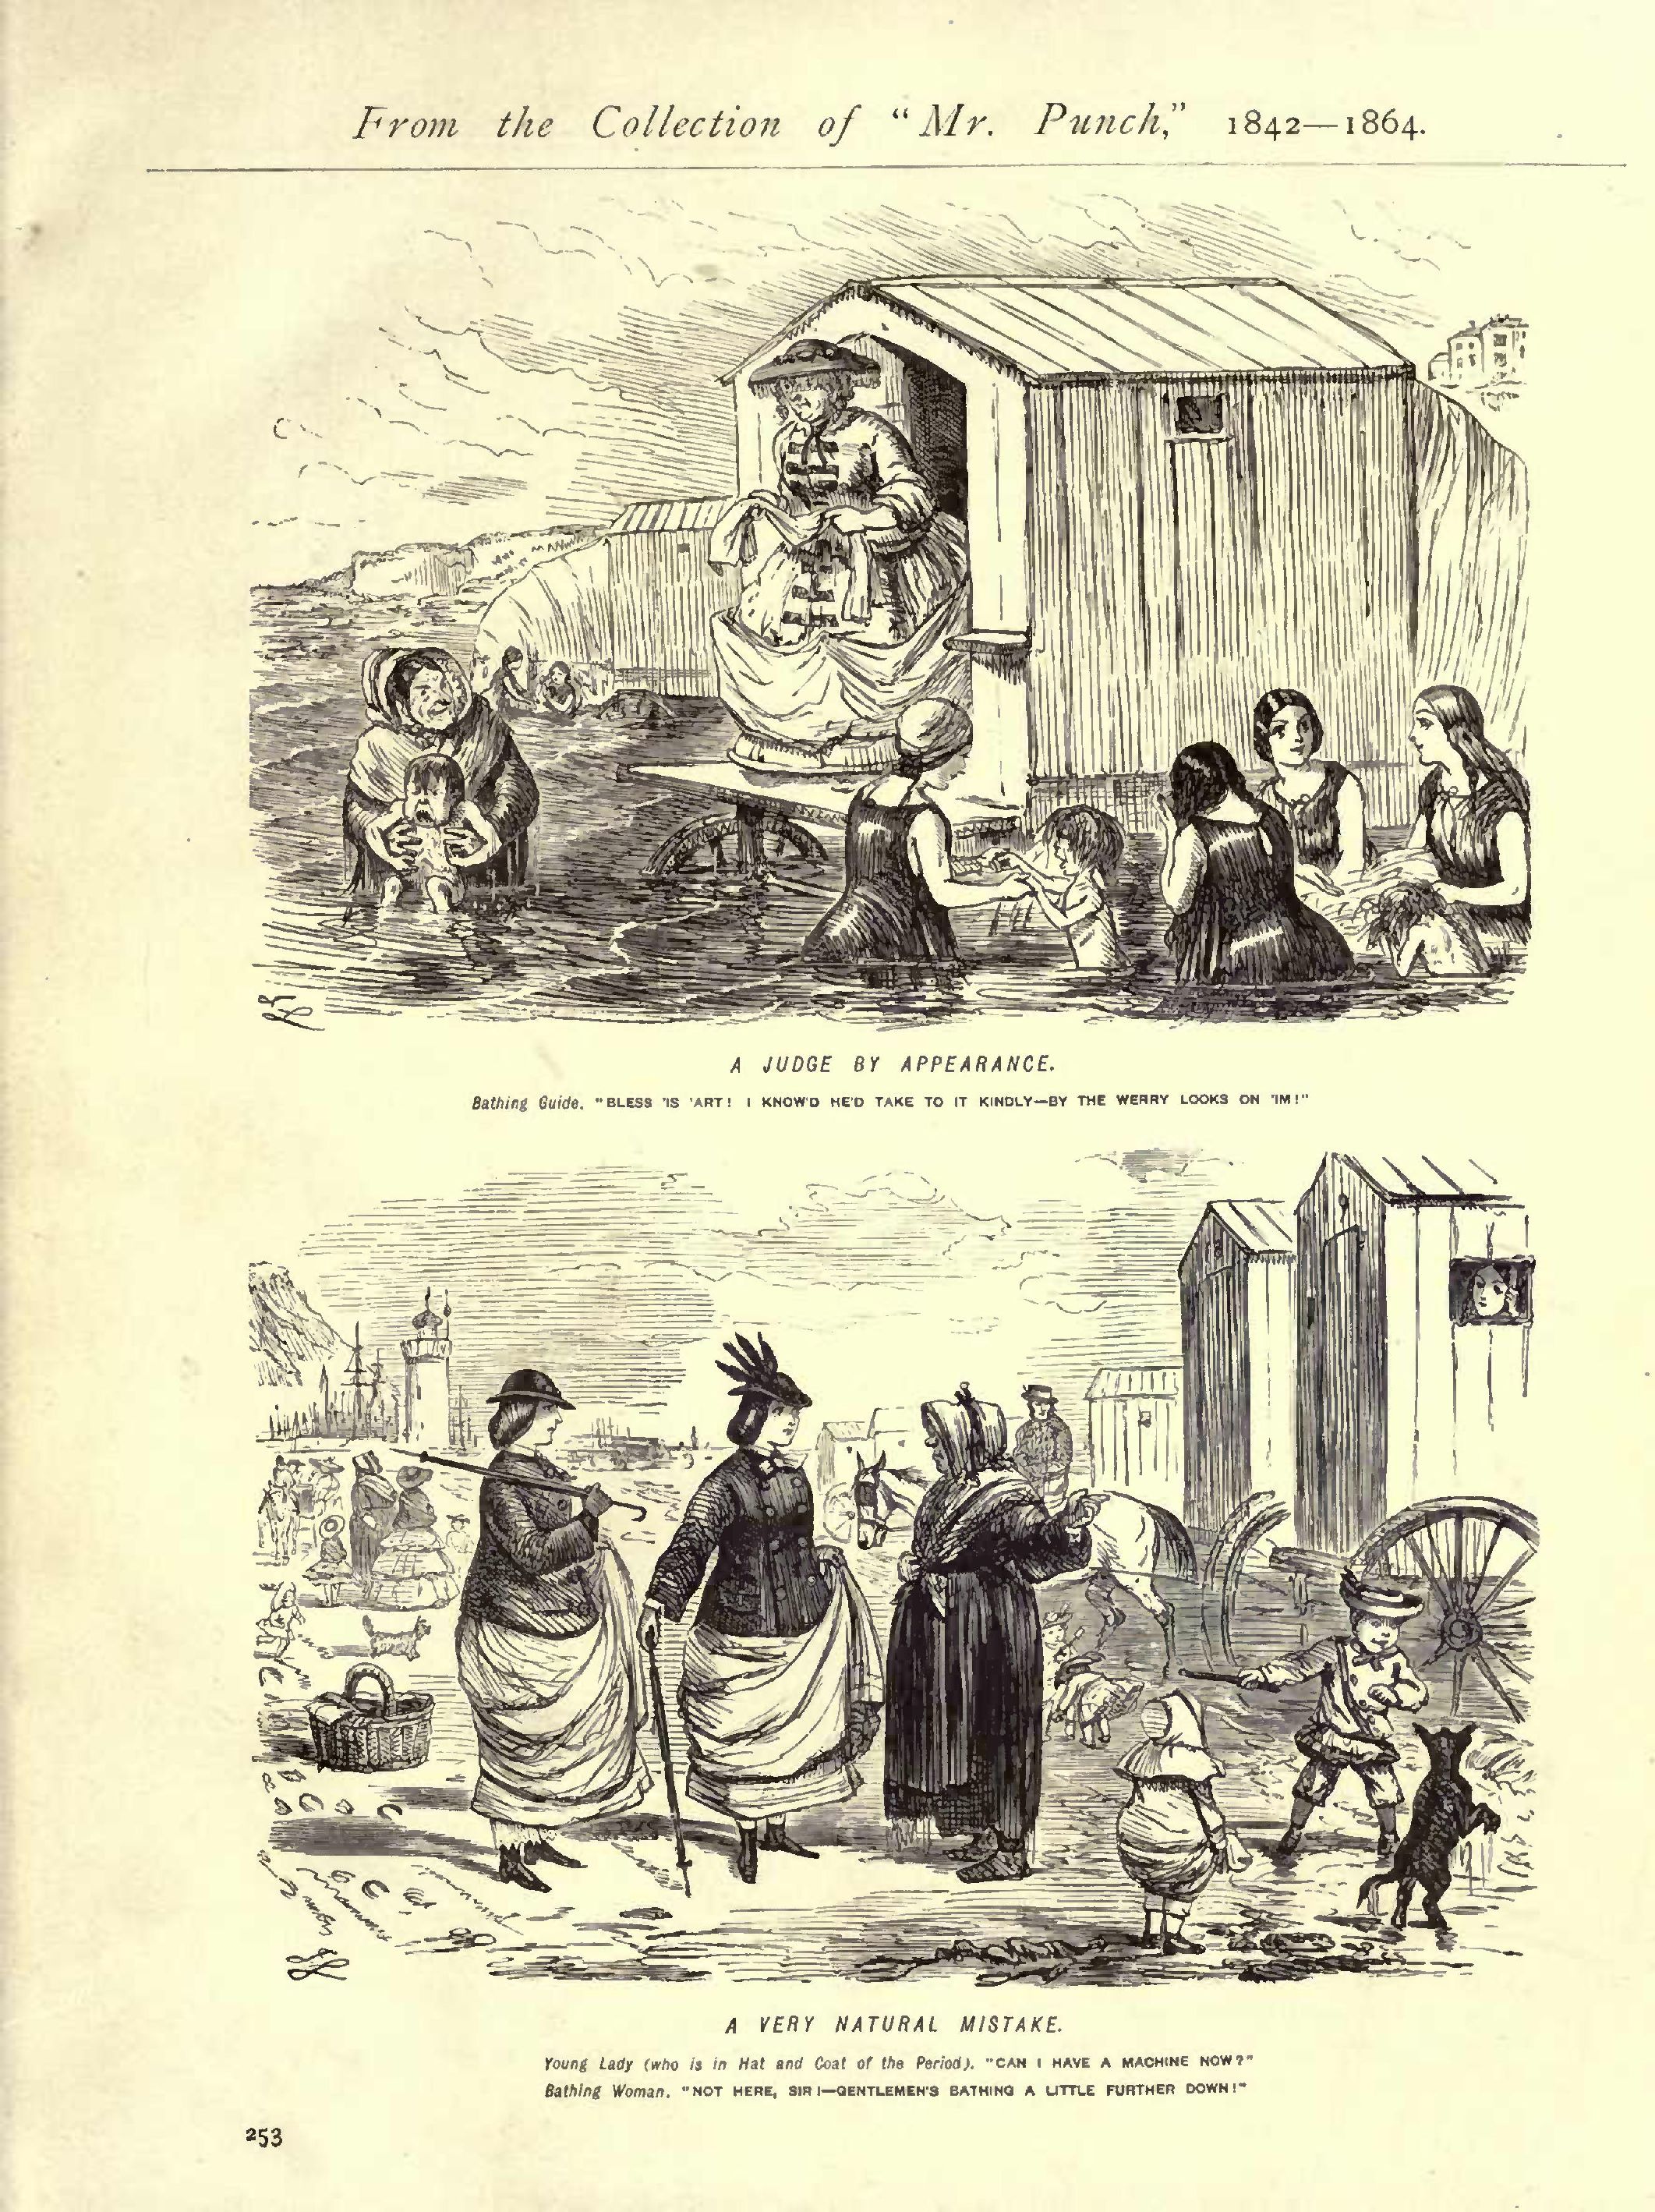 From the Collection of "Mr. Punch," 1842—1864.
A JUDGE BY APPEARANCE.
Bathing Guide. "BLESS 'IS 'ART! I KNOW'D HE'D TAKE TO IT KINDLY—BY THE WERRY LOOKS ON 'IM!"
A VERY NATURAL MISTAKE.
Young Lady (who is in Hat and Coat of the Period). "CAN I HAVE A MACHINE NOW?"
Bathing Woman. "NOT HERE, SIR!—GENTLEMEN'S BATHING A LITTLE FURTHER DOWN!"
253